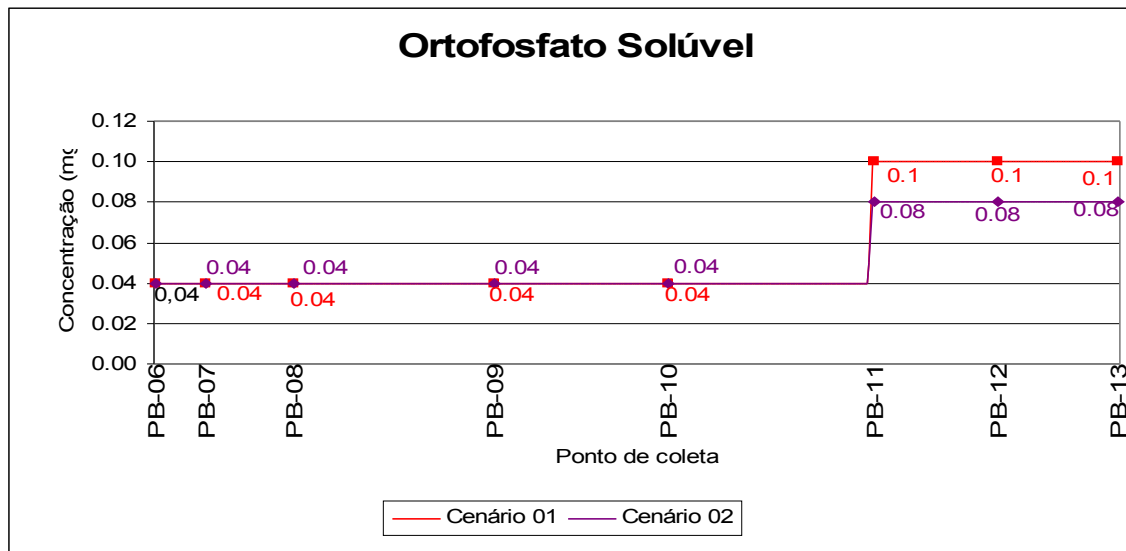 Ortofosfato Solúvel
Concentração (mg
0.12
0.10
0.08
0.06
0.04
0.02
0.00
0.1 0.1 0.1
0.08 0.08 0.08
0.04 0.04 0.04 0.04
0,04 0.04 0.04 0.04 0.04
PB-06 PB-07 PB-08 PB-09 PB-10 PB-11 PB-12 PB-13
Ponto de coleta
Cenário 01 Cenário 02